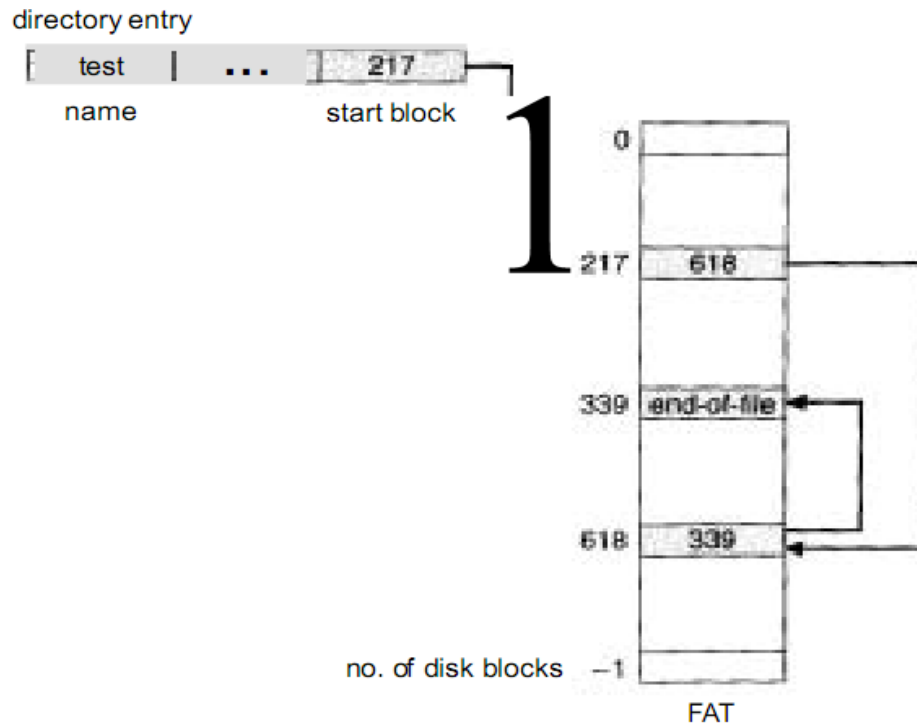 directory entry
test ... 217
name start block
1
0
217 618
339 end-of-file
618 339
no. of disk blocks –1
FAT